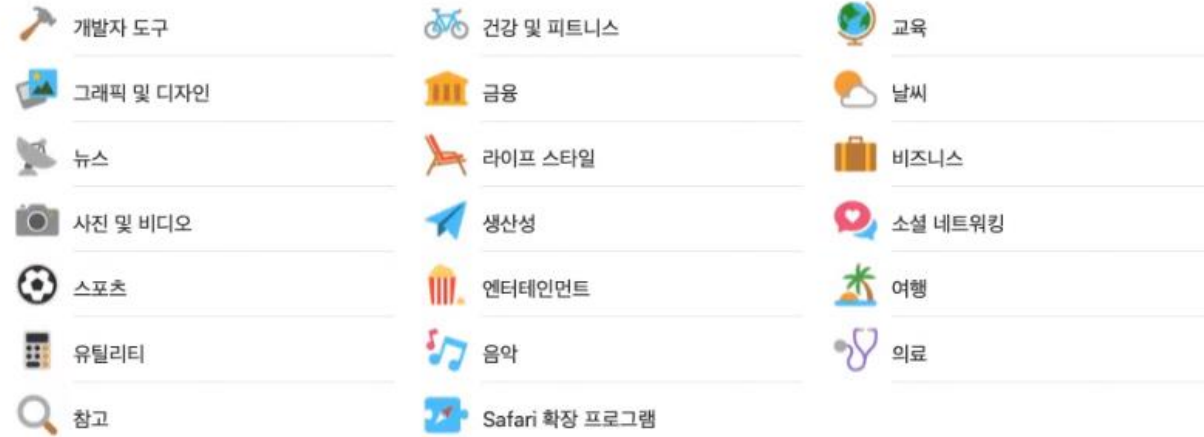 개발자 도구
건강 및 피트니스
교육
그래픽 및 디자인
금융
날씨
뉴스
라이프 스타일
비즈니스
사진 및 비디오
생산성
소셜 네트워킹
스포츠
엔터테인먼트
여행
유틸리티
음악
의료
참고
Safari 확장 프로그램